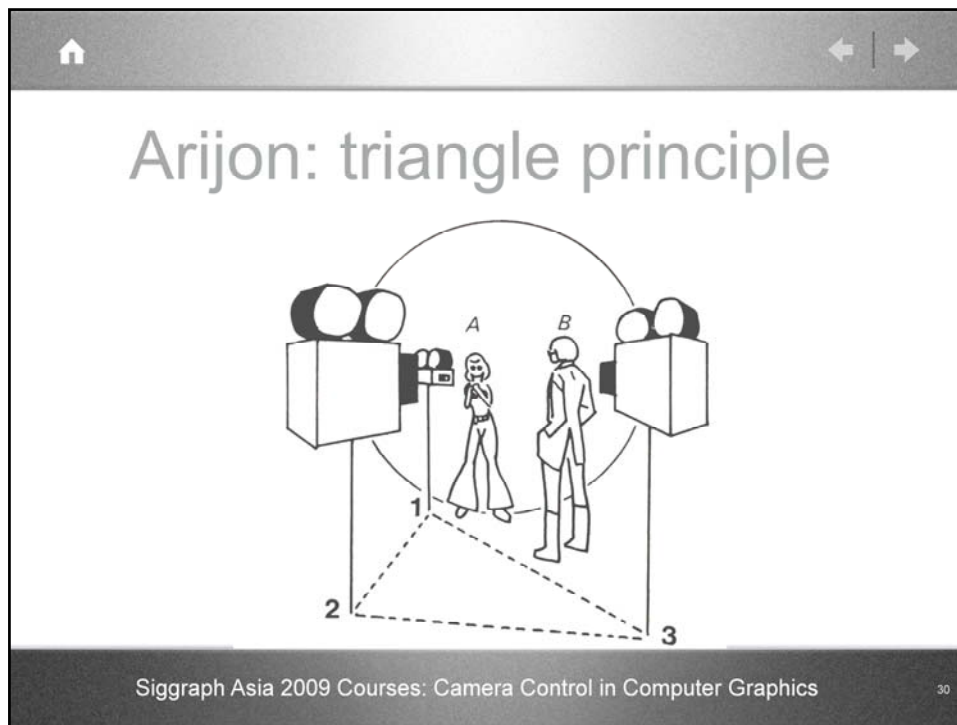 Arijon: triangle principle
A
B
1
2
3
Siggraph Asia 2009 Courses: Camera Control in Computer Graphics
30